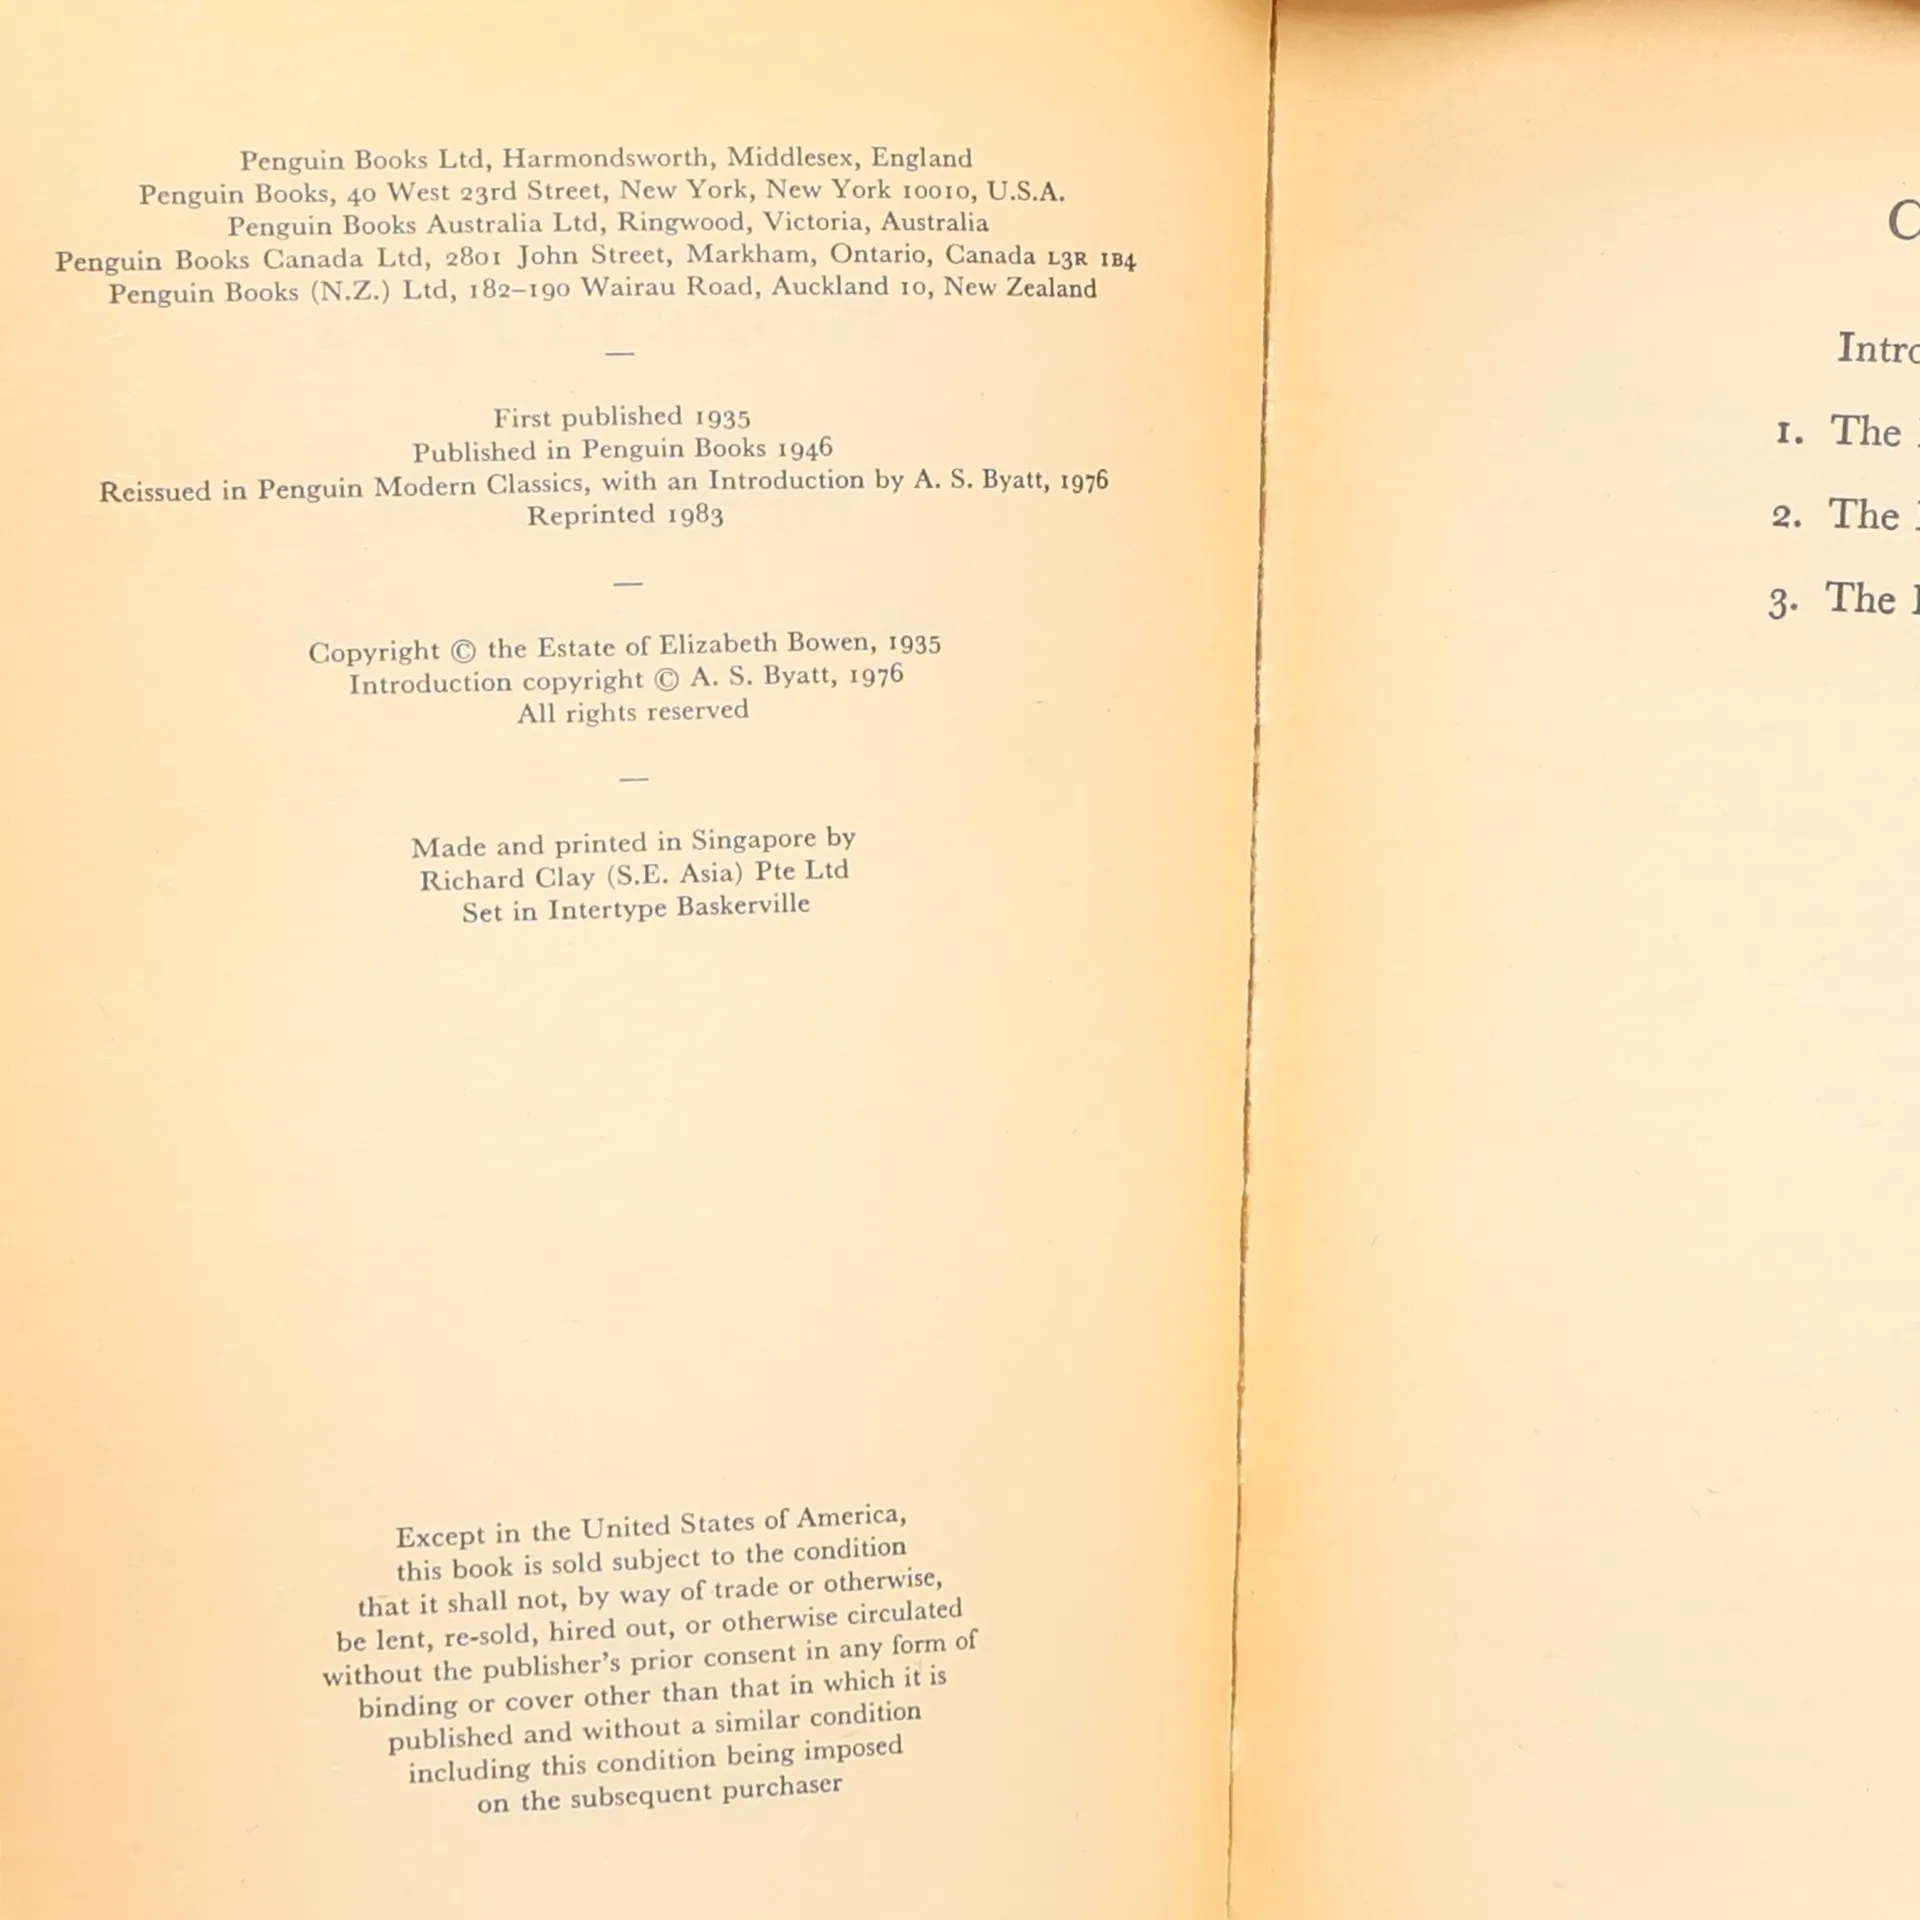 Penguin Books Ltd, Harmondsworth, Middlesex, England
Penguin Books, 40 West 23rd Street, New York, New York 10010, U.S.A.
Penguin Books Australia Ltd, Ringwood, Victoria, Australia
Penguin Books Canada Ltd, 2801 John Street, Markham, Ontario, Canada L3R 1B4
Penguin Books (N.Z.) Ltd, 182–190 Wairau Road, Auckland 10, New Zealand
—
First published 1935
Published in Penguin Books 1946
Reissued in Penguin Modern Classics, with an Introduction by A. S. Byatt, 1976
Reprinted 1983
—
Copyright © the Estate of Elizabeth Bowen, 1935
Introduction copyright © A. S. Byatt, 1976
All rights reserved
—
Made and printed in Singapore by
Richard Clay (S.E. Asia) Pte Ltd
Set in Intertype Baskerville
Except in the United States of America,
this book is sold subject to the condition
that it shall not, by way of trade or otherwise,
be lent, re-sold, hired out, or otherwise circulated
without the publisher's prior consent in any form of
binding or cover other than that in which it is
published and without a similar condition
including this condition being imposed
on the subsequent purchaser
1. The
2. The
3. The